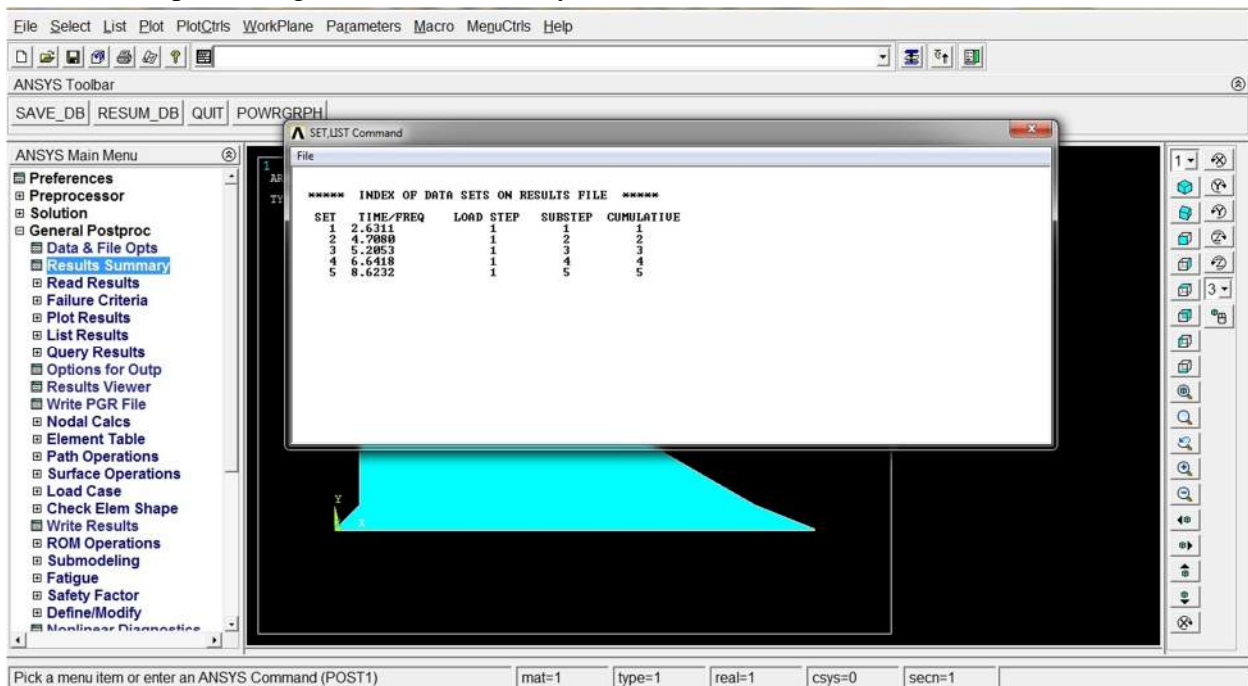 File Select List Plot PlotCtrls WorkPlane Parameters Macro MenuCtrls Help
ANSYS Toolbar
SAVE_DB RESUM_DB QUIT POWRGRPH
SET,LIST Command
File
***** INDEX OF DATA SETS ON RESULTS FILE *****
SET TIME/FREQ LOAD STEP SUBSTEP CUMULATIVE
1 2.6311 1 1 1
2 4.7080 1 2 2
3 5.2053 1 3 3
4 6.6418 1 4 4
5 8.6232 1 5 5
ANSYS Main Menu
Preferences
Preprocessor
Solution
General Postproc
Data & File Opts
Results Summary
Read Results
Failure Criteria
Plot Results
List Results
Query Results
Options for Outp
Results Viewer
Write PGR File
Nodal Calcs
Element Table
Path Operations
Surface Operations
Load Case
Check Elem Shape
Write Results
ROM Operations
Submodeling
Fatigue
Safety Factor
Define/Modify
Nonlinear Diagnostics
1
Y
X
1
3
Pick a menu item or enter an ANSYS Command (POST1) mat=1 type=1 real=1 csys=0 secn=1